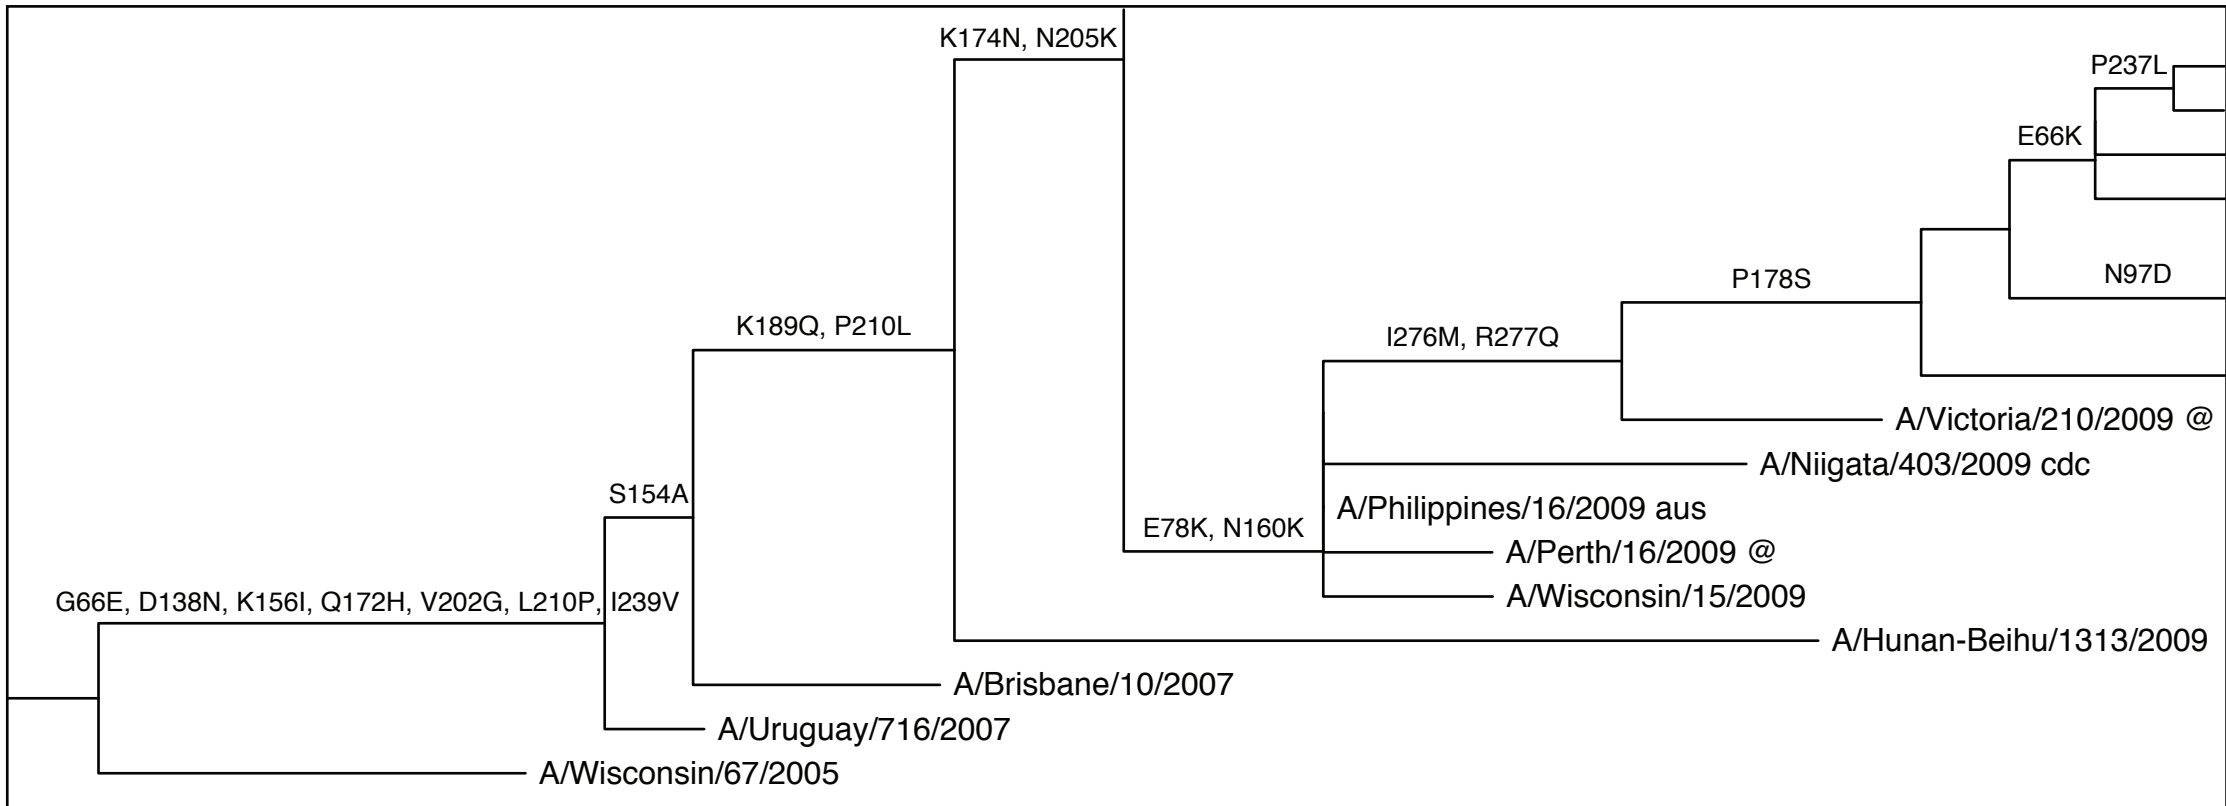 K174N, N205K
P237L
E66K
N97D
P178S
K189Q, P210L
I276M, R277Q
A/Victoria/210/2009 @
A/Niigata/403/2009 cdc
S154A
A/Philippines/16/2009 aus
E78K, N160K
A/Perth/16/2009 @
A/Wisconsin/15/2009
G66E, D138N, K156I, Q172H, V202G, L210P, I239V
A/Hunan-Beihu/1313/2009
A/Brisbane/10/2007
A/Uruguay/716/2007
A/Wisconsin/67/2005